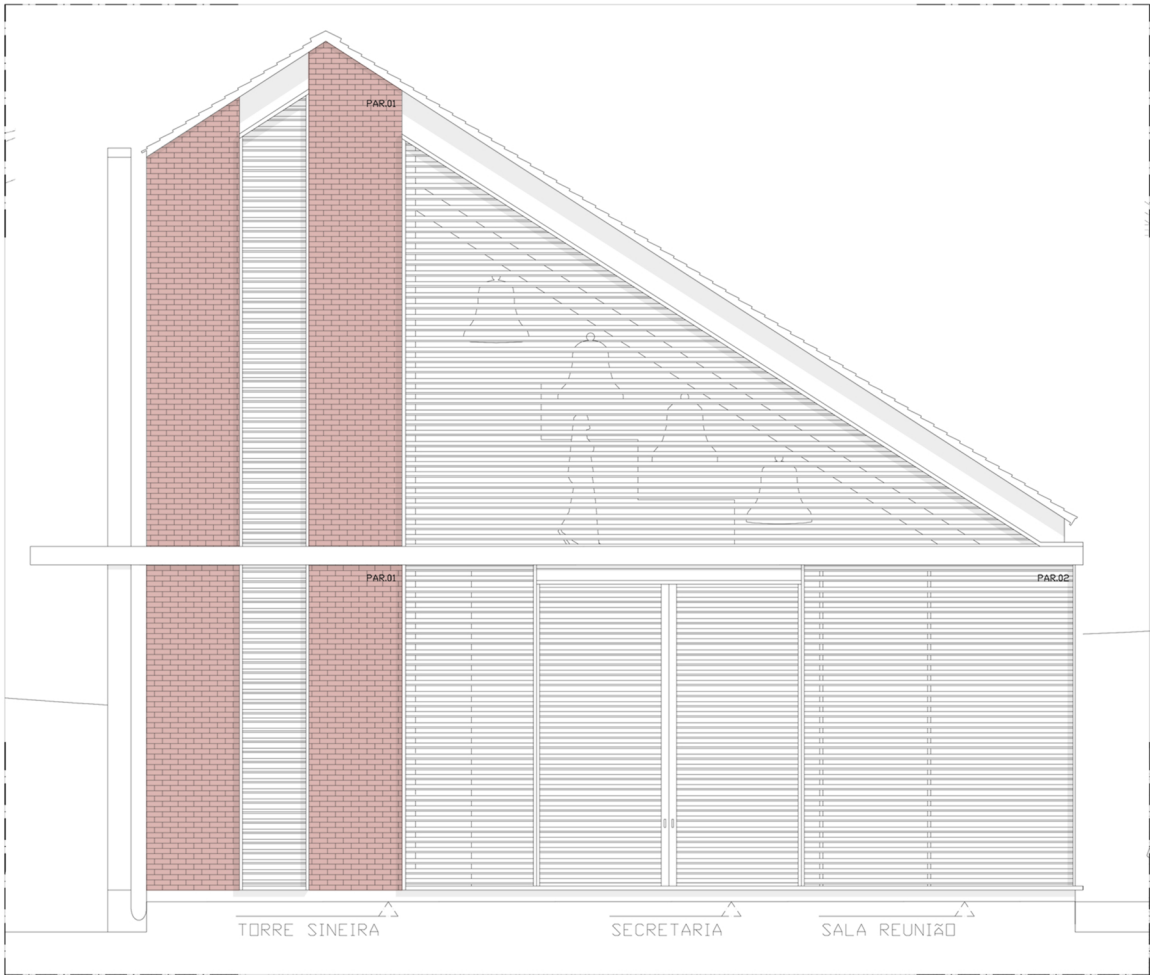 PAR.01
PAR.01
PAR.02
TORRE SINEIRA
SECRETARIA
SALA REUNIÃO